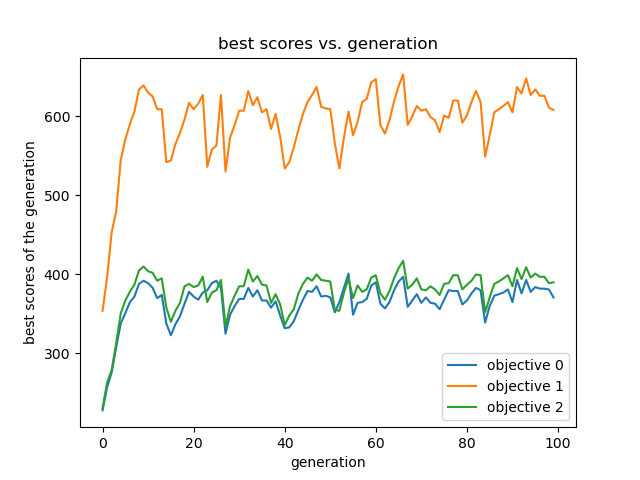 best scores vs. generation
best scores of the generation
600
500
400
300
0
20
40
60
80
100
generation
objective 0
objective 1
objective 2